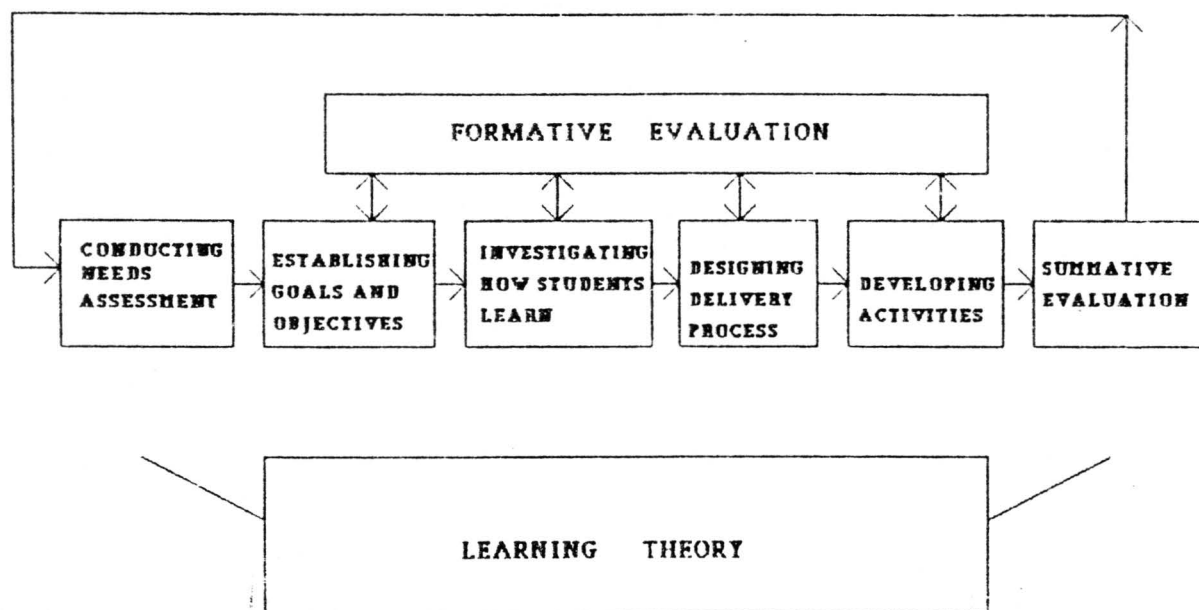 FORMATIVE EVALUATION
CONDUCTING
NEEDS
ASSESSMENT
ESTABLISHING
GOALS AND
OBJECTIVES
INVESTIGATING
HOW STUDENTS
LEARN
DESIGNING
DELIVERY
PROCESS
DEVELOPING
ACTIVITIES
SUMMATIVE
EVALUATION
LEARNING THEORY